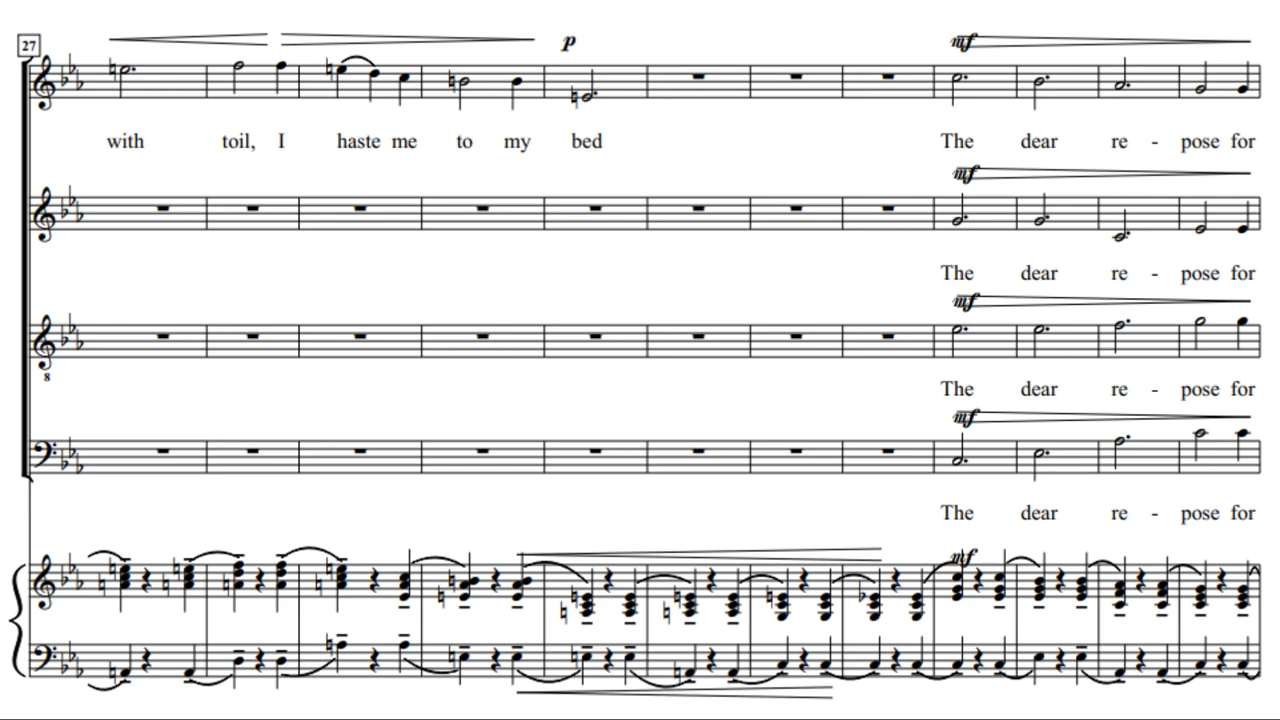 27
p
mf
with toil, I haste me to my bed The dear re - pose for
mf
The dear re - pose for
mf
8
The dear re - pose for
mf
The dear re - pose for
mf